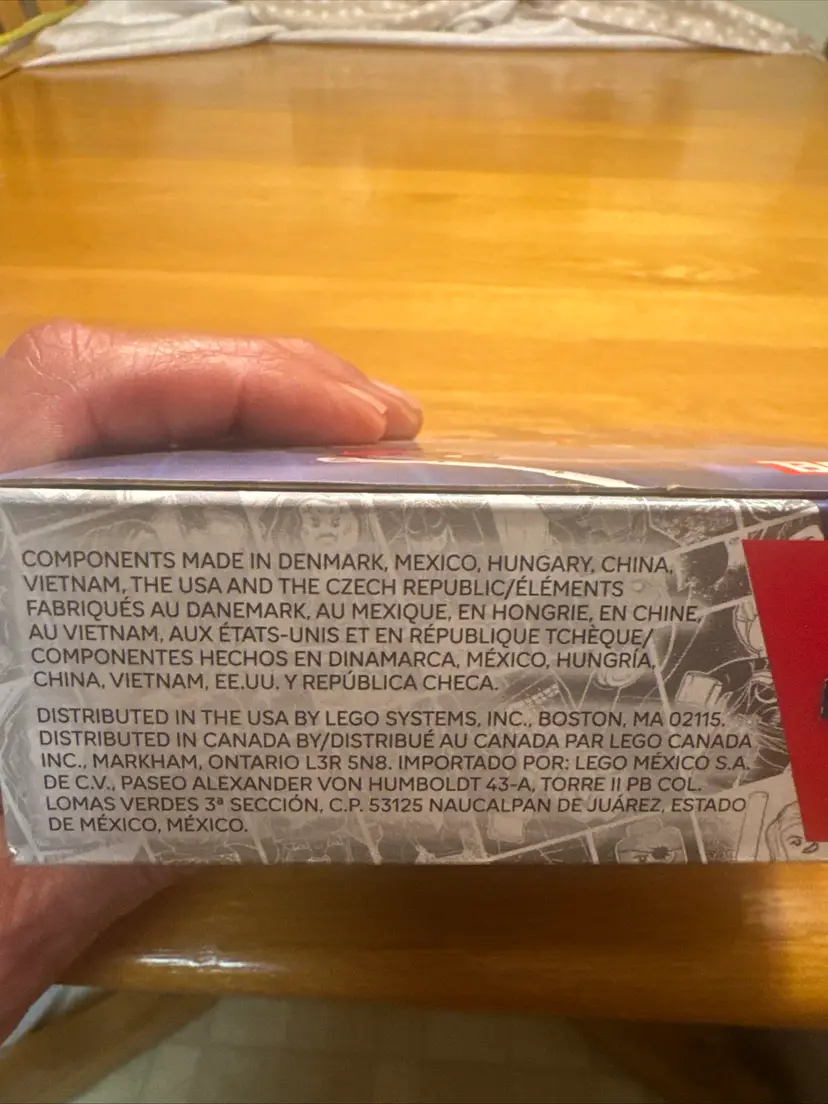 COMPONENTS MADE IN DENMARK, MEXICO, HUNGARY, CHINA,
VIETNAM, THE USA AND THE CZECH REPUBLIC/ÉLÉMENTS
FABRIQUÉS AU DANEMARK, AU MEXIQUE, EN HONGRIE, EN CHINE,
AU VIETNAM, AUX ÉTATS-UNIS ET EN RÉPUBLIQUE TCHÈQUE/
COMPONENTES HECHOS EN DINAMARCA, MÉXICO, HUNGRÍA,
CHINA, VIETNAM, EE.UU. Y REPÚBLICA CHECA.
DISTRIBUTED IN THE USA BY LEGO SYSTEMS, INC., BOSTON, MA 02115.
DISTRIBUTED IN CANADA BY/DISTRIBUÉ AU CANADA PAR LEGO CANADA
INC., MARKHAM, ONTARIO L3R 5N8. IMPORTADO POR: LEGO MÉXICO S.A.
DE C.V., PASEO ALEXANDER VON HUMBOLDT 43-A, TORRE II PB COL.
LOMAS VERDES 3ª SECCIÓN, C.P. 53125 NAUCALPAN DE JUÁREZ, ESTADO
DE MÉXICO, MÉXICO.